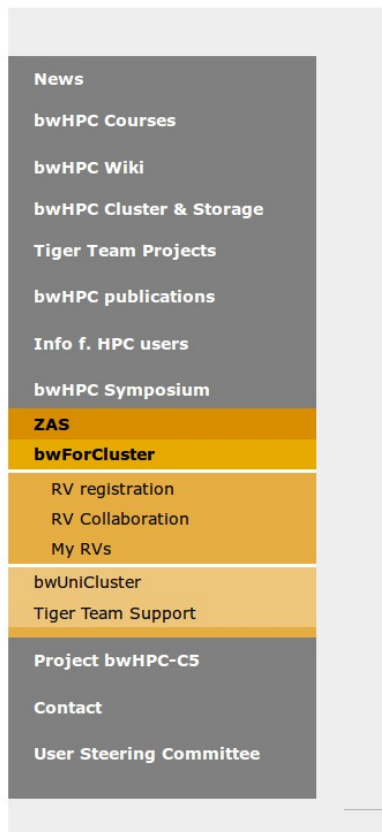 News
bwHPC Courses
bwHPC Wiki
bwHPC Cluster & Storage
Tiger Team Projects
bwHPC publications
Info f. HPC users
bwHPC Symposium
ZAS
bwForCluster
RV registration
RV Collaboration
My RVs
bwUniCluster
Tiger Team Support
Project bwHPC-C5
Contact
User Steering Committee